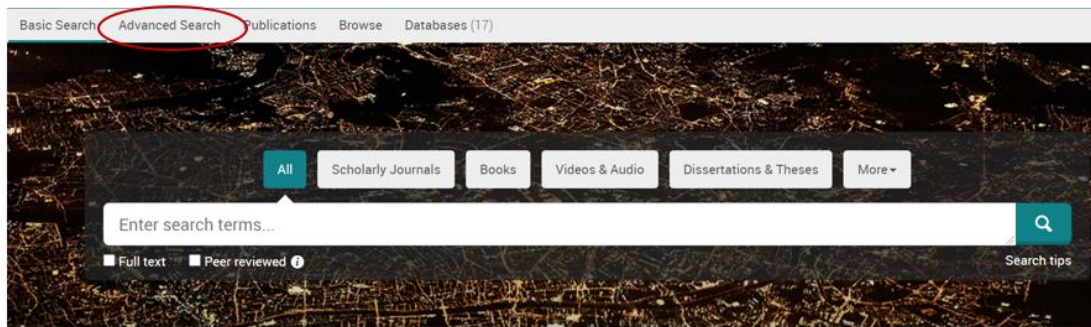 Basic Search Advanced Search Publications Browse Databases (17)
All Scholarly Journals Books Videos & Audio Dissertations & Theses More
Enter search terms...
Full text Peer reviewed i Search tips